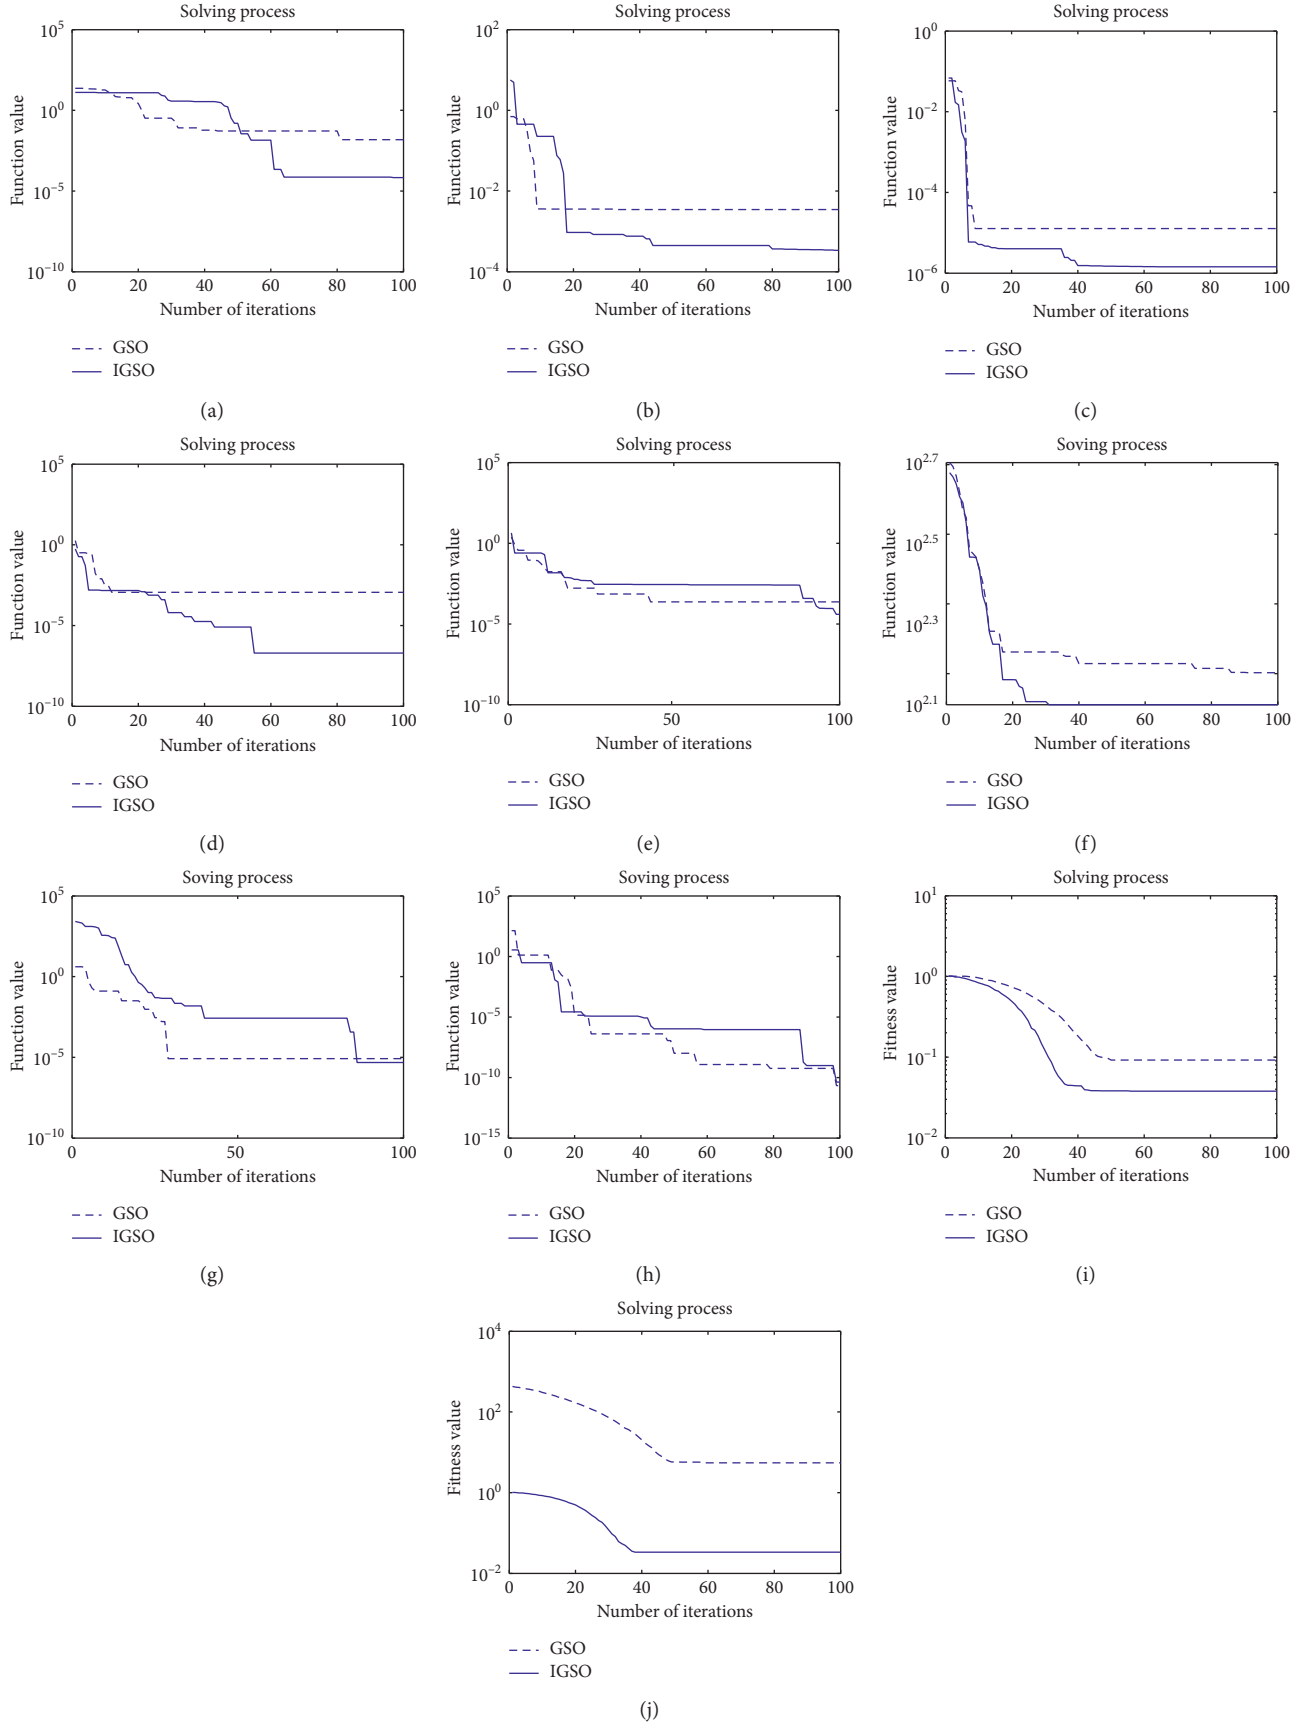 Solving process
Function value
10^5
10^0
10^−5
10^−10
0 20 40 60 80 100
Number of iterations
GSO
IGSO
(a)
Solving process
Function value
10^2
10^0
10^−2
10^−4
0 20 40 60 80 100
Number of iterations
GSO
IGSO
(b)
Solving process
Function value
10^0
10^−2
10^−4
10^−6
0 20 40 60 80 100
Number of iterations
GSO
IGSO
(c)
Solving process
Function value
10^5
10^0
10^−5
10^−10
0 20 40 60 80 100
Number of iterations
GSO
IGSO
(d)
Solving process
Function value
10^5
10^0
10^−5
10^−10
0 50 100
Number of iterations
GSO
IGSO
(e)
Soving process
Function value
10^2.7
10^2.5
10^2.3
10^2.1
0 20 40 60 80 100
Number of iterations
GSO
IGSO
(f)
Soving process
Function value
10^5
10^0
10^−5
10^−10
0 50 100
Number of iterations
GSO
IGSO
(g)
Soving process
Function value
10^5
10^0
10^−5
10^−10
10^−15
0 20 40 60 80 100
Number of iterations
GSO
IGSO
(h)
Solving process
Fitness value
10^1
10^0
10^−1
10^−2
0 20 40 60 80 100
Number of iterations
GSO
IGSO
(i)
Solving process
Fitness value
10^4
10^2
10^0
10^−2
0 20 40 60 80 100
Number of iterations
GSO
IGSO
(j)